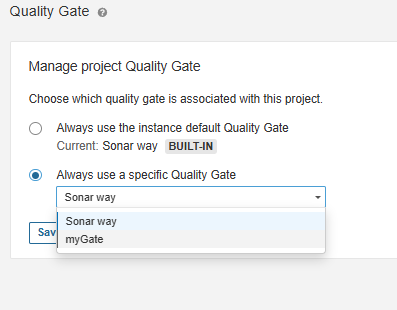 Quality Gate ?
Manage project Quality Gate
Choose which quality gate is associated with this project.
Always use the instance default Quality Gate
Current: Sonar way BUILT-IN
Always use a specific Quality Gate
Sonar way
Sonar way
myGate
Sav